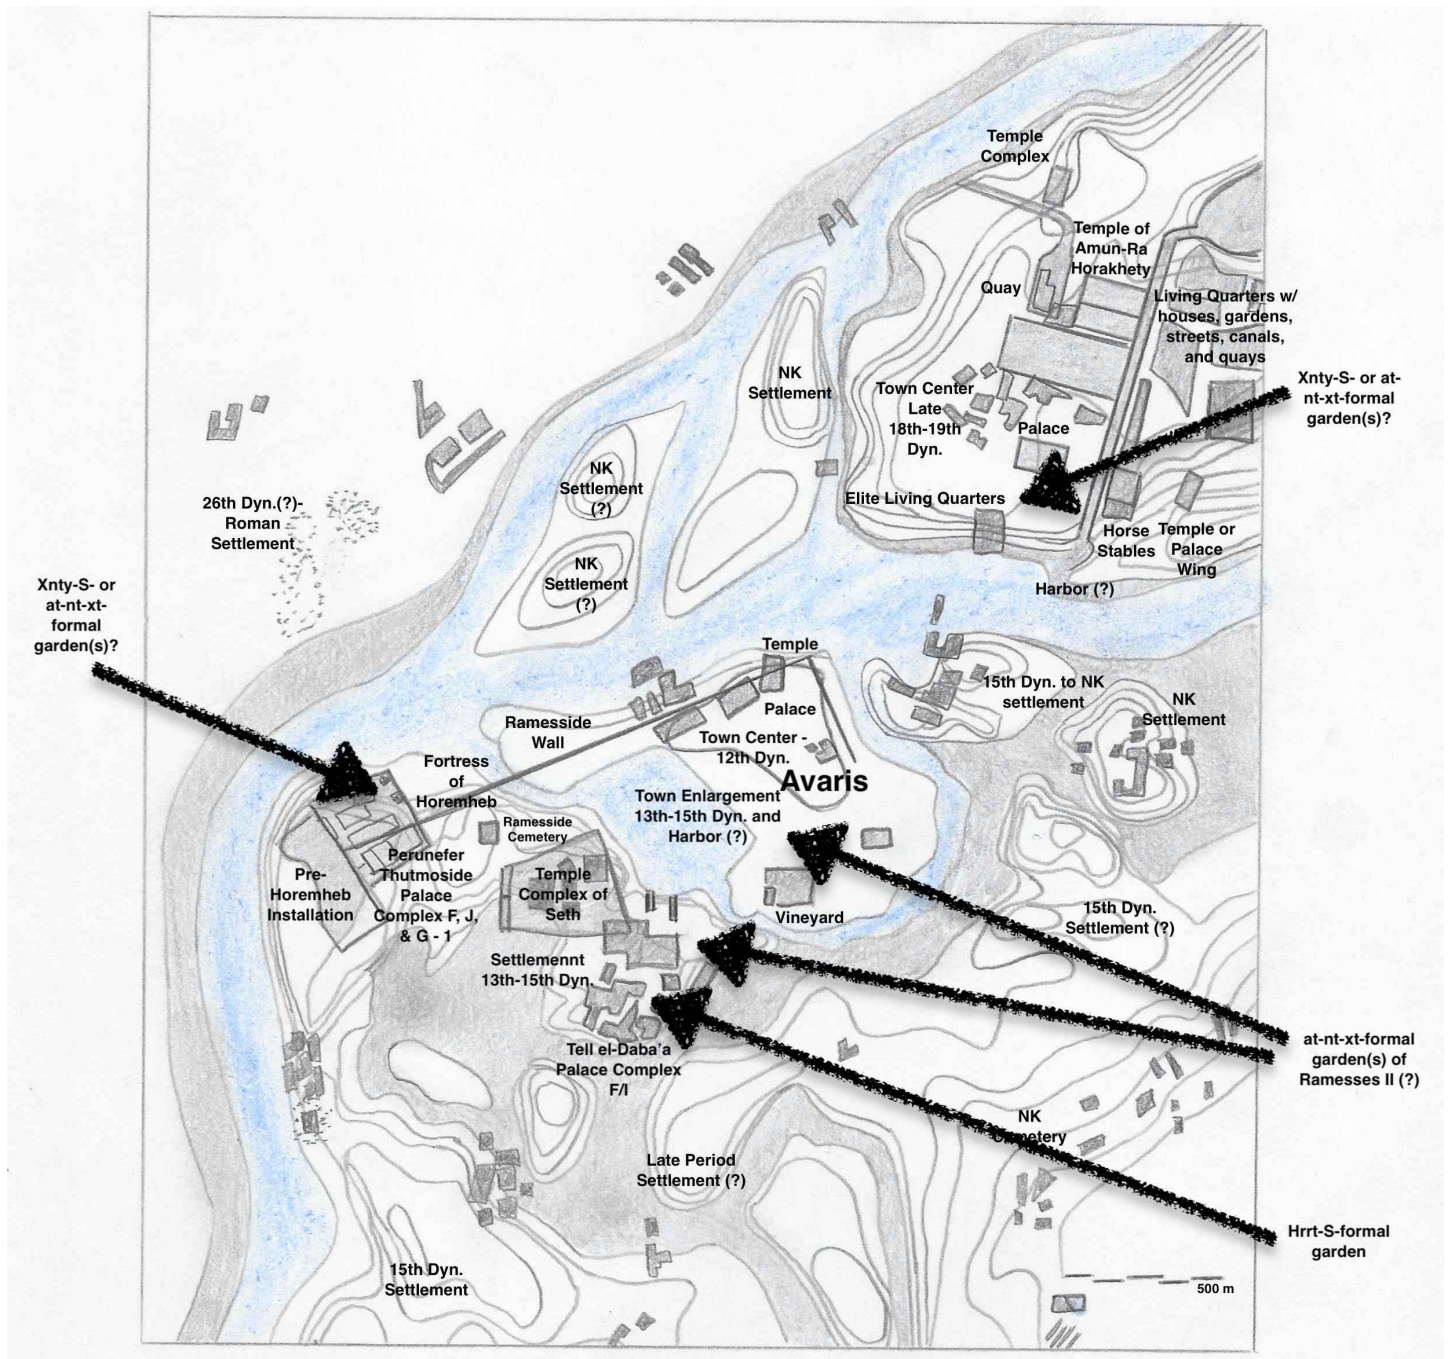 Temple
Complex
Temple of
Amun-Ra
Horakhety
Quay
Living Quarters w/
houses, gardens,
streets, canals,
and quays
NK
Settlement
Town Center
Late
18th-19th
Dyn.
Palace
Xnty-S- or at-
nt-xt-formal
garden(s)?
NK
Settlement
(?)
Elite Living Quarters
26th Dyn.(?)-
Roman
Settlement
Horse
Stables
Temple or
Palace
Wing
NK
Settlement
(?)
Harbor (?)
Xnty-S- or
at-nt-xt-
formal
garden(s)?
Temple
15th Dyn. to NK
settlement
NK
Settlement
Palace
Ramesside
Wall
Town Center -
12th Dyn.
Avaris
Fortress
of
Horemheb
Town Enlargement
13th-15th Dyn. and
Harbor (?)
Ramesside
Cemetery
Perunefer
Thutmoside
Palace
Complex F, J,
& G - 1
Pre-
Horemheb
Installation
Temple
Complex of
Seth
Vineyard
15th Dyn.
Settlement (?)
Settlemennt
13th-15th Dyn.
Tell el-Daba'a
Palace Complex
F/I
at-nt-xt-formal
garden(s) of
Ramesses II (?)
NK
Cemetery
Late Period
Settlement (?)
Hrrt-S-formal
garden
15th Dyn.
Settlement
500 m